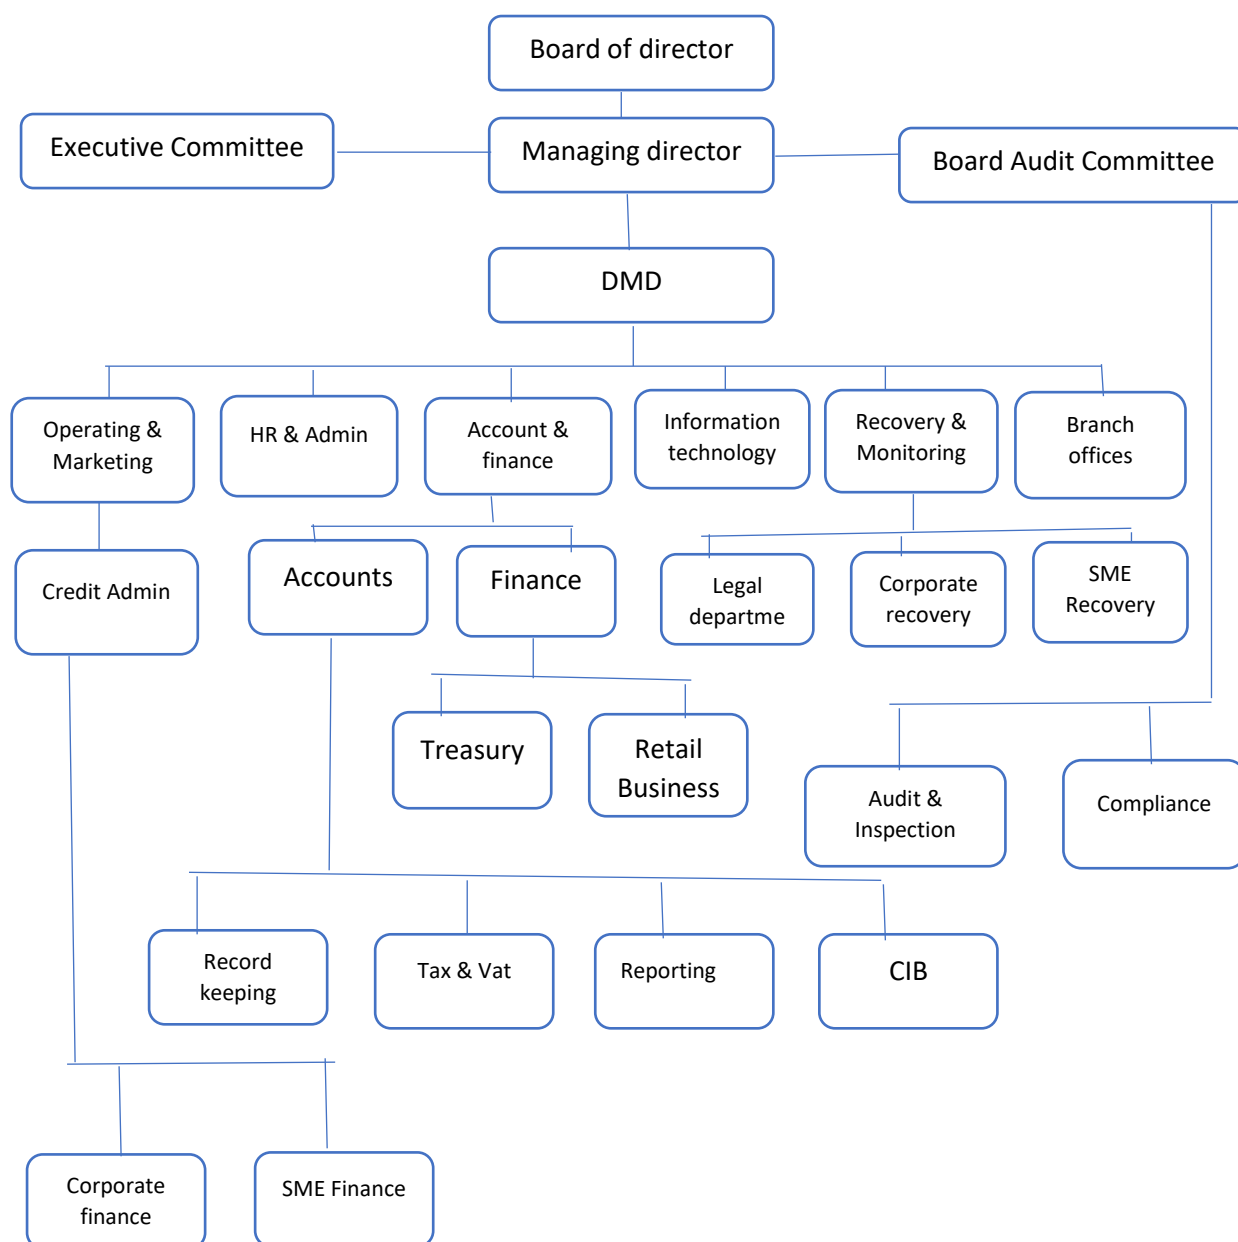 Board of director
Executive Committee
Managing director
Board Audit Committee
DMD
Operating &
Marketing
HR & Admin
Account &
finance
Information
technology
Recovery &
Monitoring
Branch
offices
Credit Admin
Accounts
Finance
Legal
departme
Corporate
recovery
SME
Recovery
Treasury
Retail
Business
Audit &
Inspection
Compliance
Record
keeping
Tax & Vat
Reporting
CIB
Corporate
finance
SME Finance